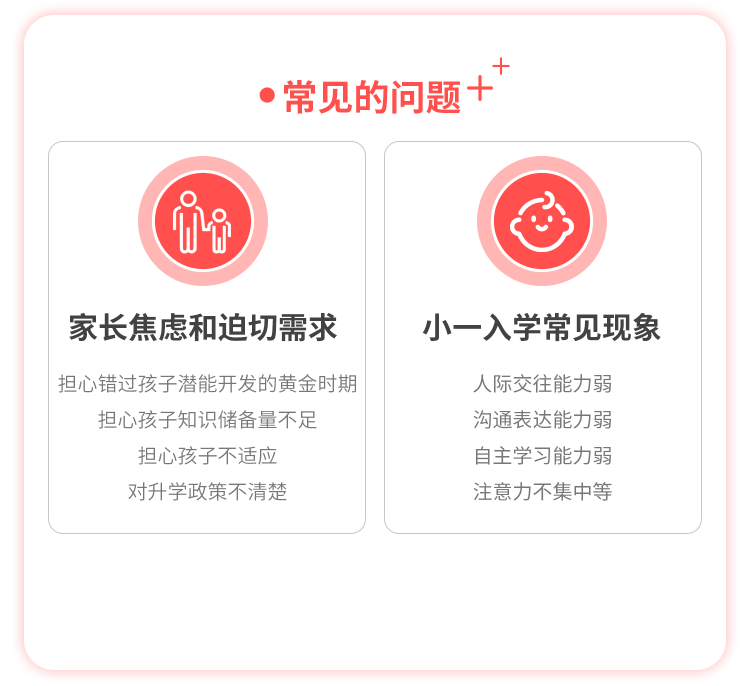 常见的问题
家长焦虑和迫切需求
担心错过孩子潜能开发的黄金时期
担心孩子知识储备量不足
担心孩子不适应
对升学政策不清楚
小一入学常见现象
人际交往能力弱
沟通表达能力弱
自主学习能力弱
注意力不集中等